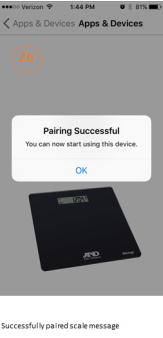 Verizon 1:44 PM 81%
Apps & Devices Apps & Devices
Pairing Successful
You can now start using this device.
OK
AND
Successfully paired scale message